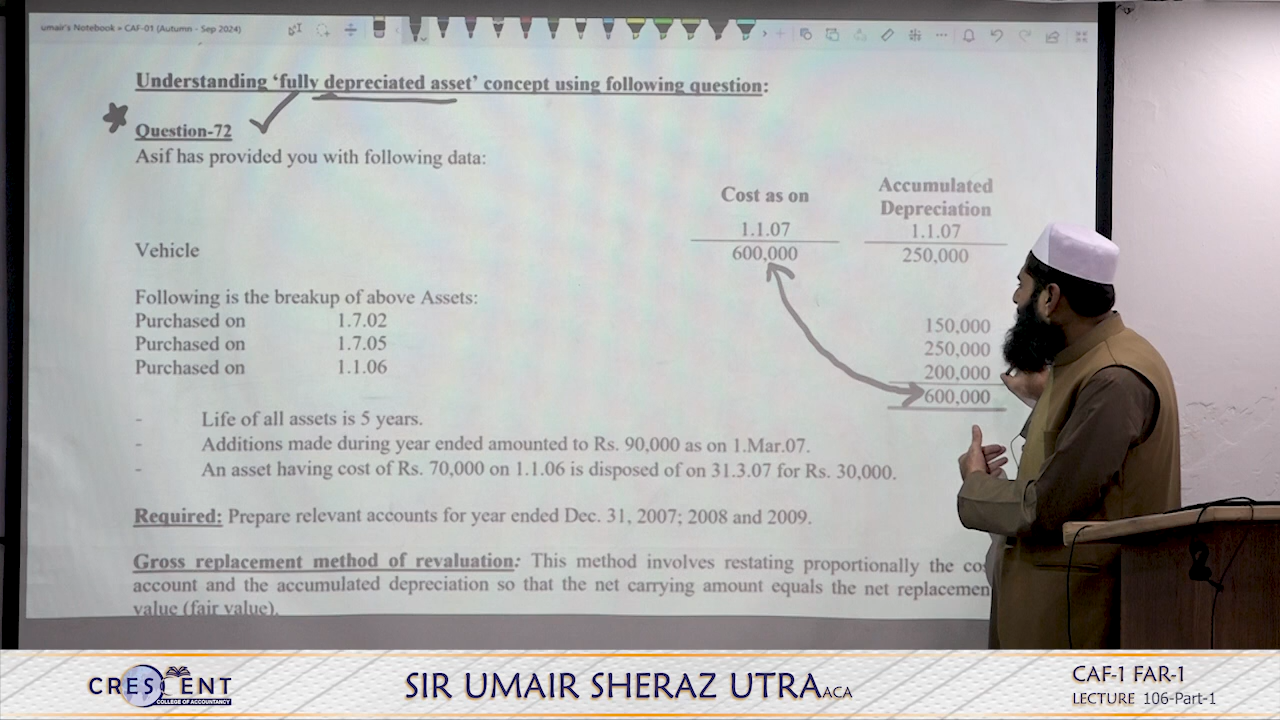 umair's Notebook » CAF-01 (Autumn - Sep 2024)
Understanding ‘fully depreciated asset’ concept using following question:
Question-72
Asif has provided you with following data:
Cost as on Accumulated Depreciation
1.1.07 1.1.07
Vehicle 600,000 250,000
Following is the breakup of above Assets:
Purchased on 1.7.02 150,000
Purchased on 1.7.05 250,000
Purchased on 1.1.06 200,000
600,000
- Life of all assets is 5 years.
- Additions made during year ended amounted to Rs. 90,000 as on 1.Mar.07.
- An asset having cost of Rs. 70,000 on 1.1.06 is disposed of on 31.3.07 for Rs. 30,000.
Required: Prepare relevant accounts for year ended Dec. 31, 2007; 2008 and 2009.
Gross replacement method of revaluation: This method involves restating proportionally the
account and the accumulated depreciation so that the net carrying amount equals the net
value (fair value).
CRESCENT
COLLEGE OF ACCOUNTANCY
SIR UMAIR SHERAZ UTRA ACA
CAF-1 FAR-1
LECTURE 106-Part-1